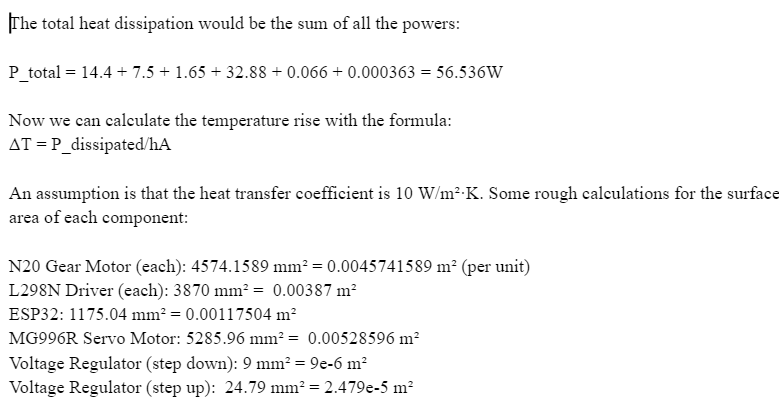 The total heat dissipation would be the sum of all the powers:
P_total = 14.4 + 7.5 + 1.65 + 32.88 + 0.066 + 0.000363 = 56.536W
Now we can calculate the temperature rise with the formula:
ΔT = P_dissipated/hA
An assumption is that the heat transfer coefficient is 10 W/m²·K. Some rough calculations for the surface
area of each component:
N20 Gear Motor (each): 4574.1589 mm² = 0.0045741589 m² (per unit)
L298N Driver (each): 3870 mm² =  0.00387 m²
ESP32: 1175.04 mm² = 0.00117504 m²
MG996R Servo Motor: 5285.96 mm² =  0.00528596 m²
Voltage Regulator (step down): 9 mm² = 9e-6 m²
Voltage Regulator (step up):  24.79 mm² = 2.479e-5 m²